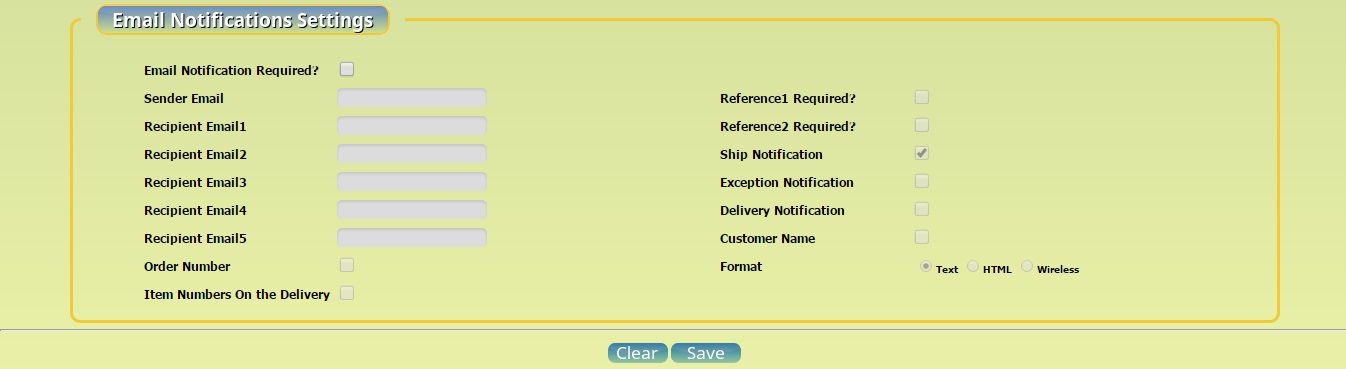 Email Notifications Settings
Email Notification Required?
Sender Email Reference1 Required?
Recipient Email1 Reference2 Required?
Recipient Email2 Ship Notification
Recipient Email3 Exception Notification
Recipient Email4 Delivery Notification
Recipient Email5 Customer Name
Order Number Format Text HTML Wireless
Item Numbers On the Delivery
Clear Save